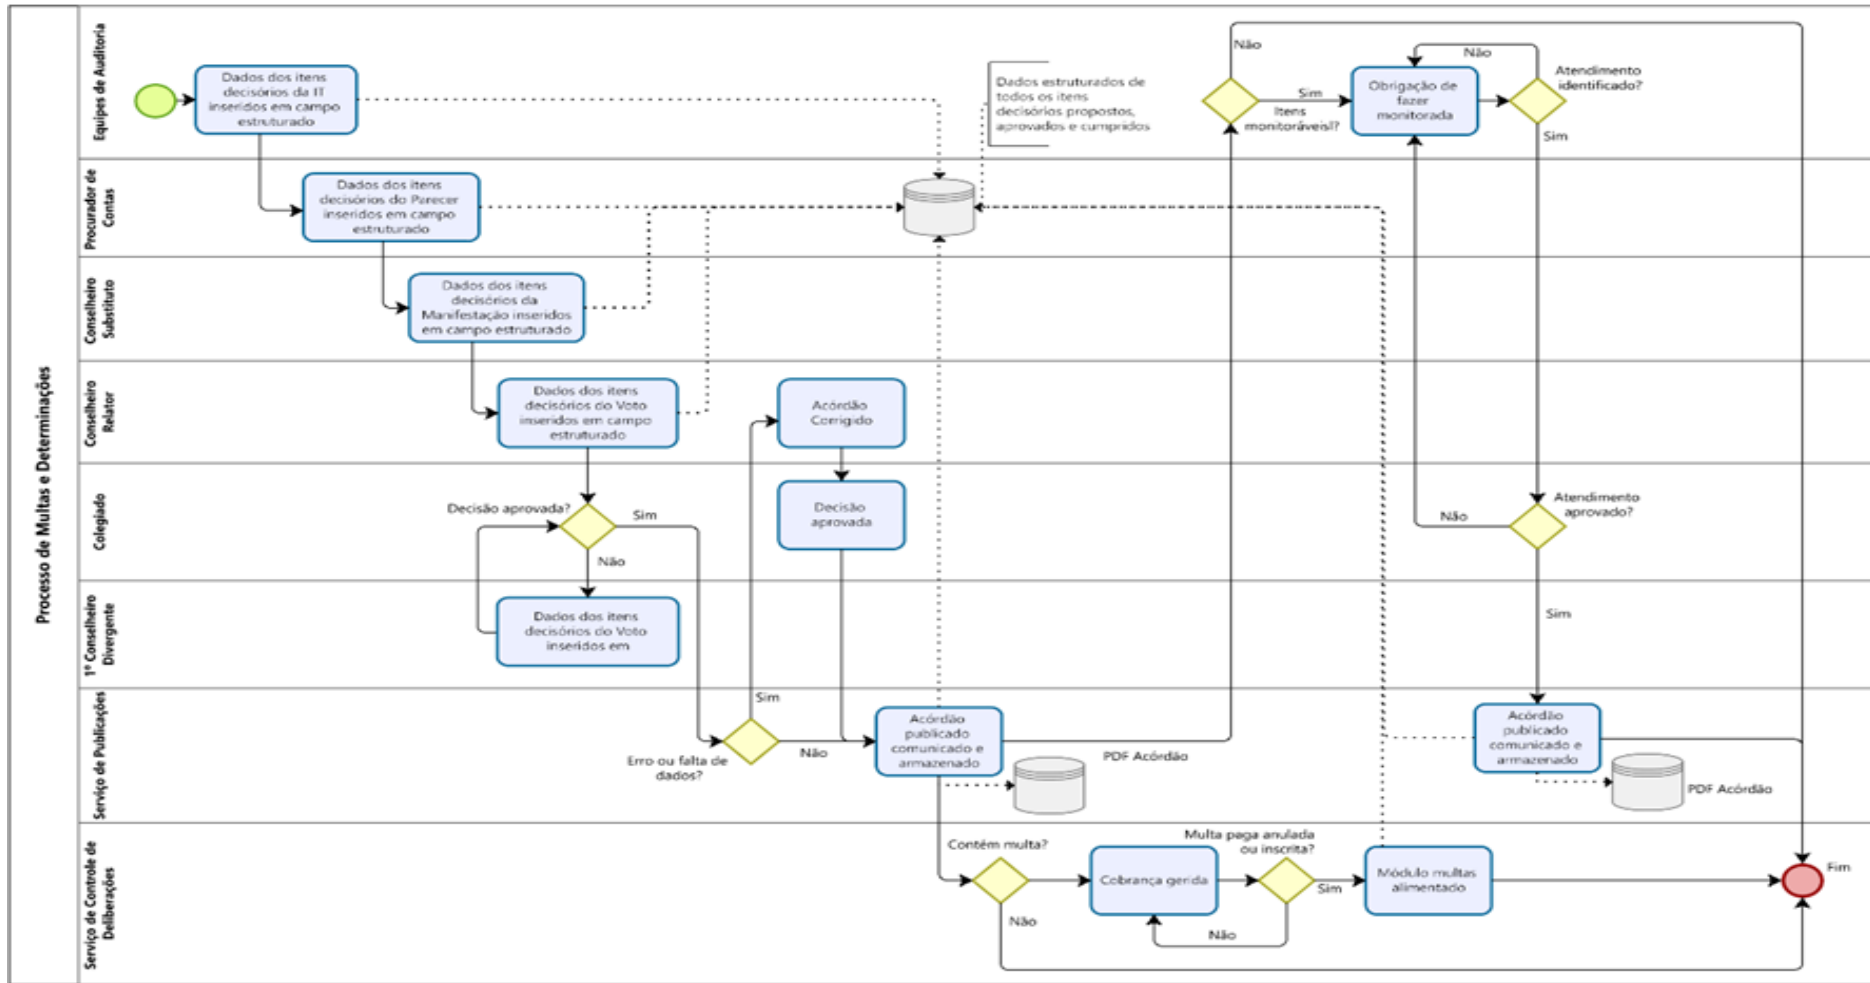 Processo de Multas e Determinações
Equipes de Auditoria
Dados dos itens
decisórios da IT
inseridos em campo
estruturado
Dados estruturados de
todos os itens
decisórios propostos,
aprovados e cumpridos
Não
Sim
Itens
monitoráveisl?
Obrigação de
fazer
monitorada
Não
Atendimento
identificado?
Sim
Procurador de
Contas
Dados dos itens
decisórios do Parecer
inseridos em campo
estruturado
Conselheiro
Substituto
Dados dos itens
decisórios da
Manifestação inseridos
em campo estruturado
Conselheiro
Relator
Dados dos itens
decisórios do Voto
inseridos em campo
estruturado
Acórdão
Corrigido
Colegiado
Decisão aprovada?
Sim
Não
Decisão
aprovada
Não
Atendimento
aprovado?
Sim
1º Conselheiro
Divergente
Dados dos itens
decisórios do Voto
inseridos em
Serviço de Publicações
Sim
Erro ou falta de
dados?
Não
Acórdão
publicado
comunicado e
armazenado
PDF Acórdão
Acórdão
publicado
comunicado e
armazenado
PDF Acórdão
Serviço de Controle de
Deliberações
Contém multa?
Não
Cobrança gerida
Multa paga anulada
ou inscrita?
Sim
Não
Módulo multas
alimentado
Fim